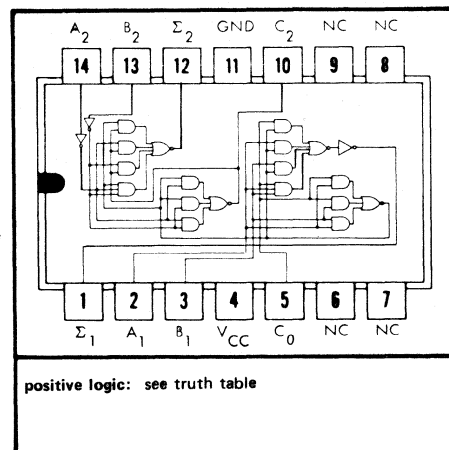 A2 B2 Σ2 GND C2 NC NC
14 13 12 11 10 9 8
1 2 3 4 5 6 7
Σ1 A1 B1 VCC C0 NC NC
positive logic: see truth table